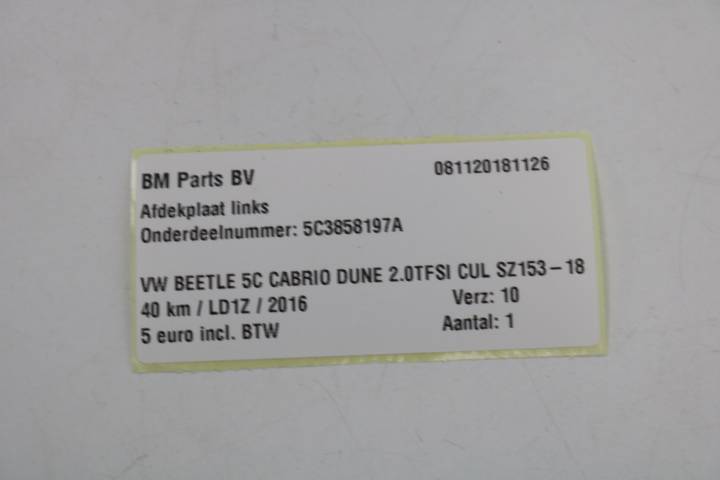 BM Parts BV 081120181126
Afdekplaat links
Onderdeelnummer: 5C3858197A
VW BEETLE 5C CABRIO DUNE 2.0TFSI CUL SZ153-18
40 km / LD1Z / 2016 Verz: 10
5 euro incl. BTW Aantal: 1